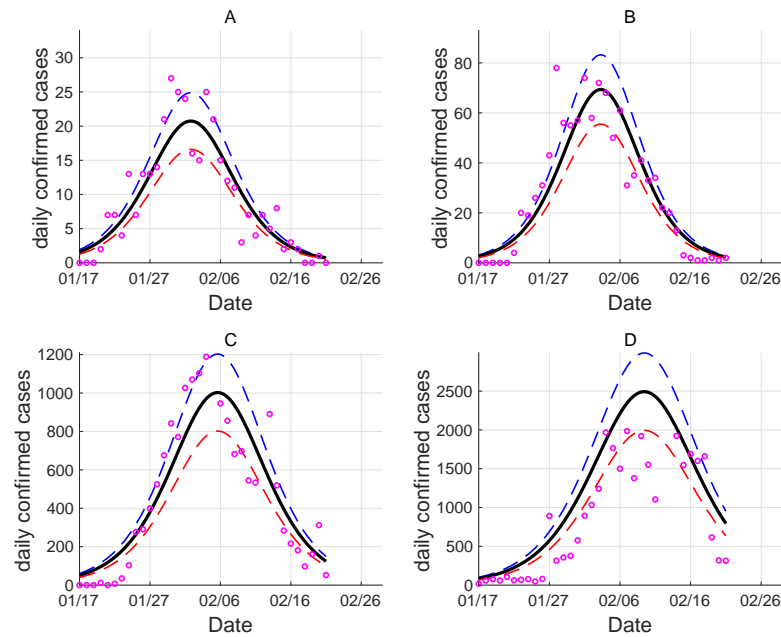 A
daily confirmed cases
30
25
20
15
10
5
0
01/17 01/27 02/06 02/16 02/26
Date
B
daily confirmed cases
80
60
40
20
0
01/17 01/27 02/06 02/16 02/26
Date
C
daily confirmed cases
1200
1000
800
600
400
200
0
01/17 01/27 02/06 02/16 02/26
Date
D
daily confirmed cases
2500
2000
1500
1000
500
0
01/17 01/27 02/06 02/16 02/26
Date